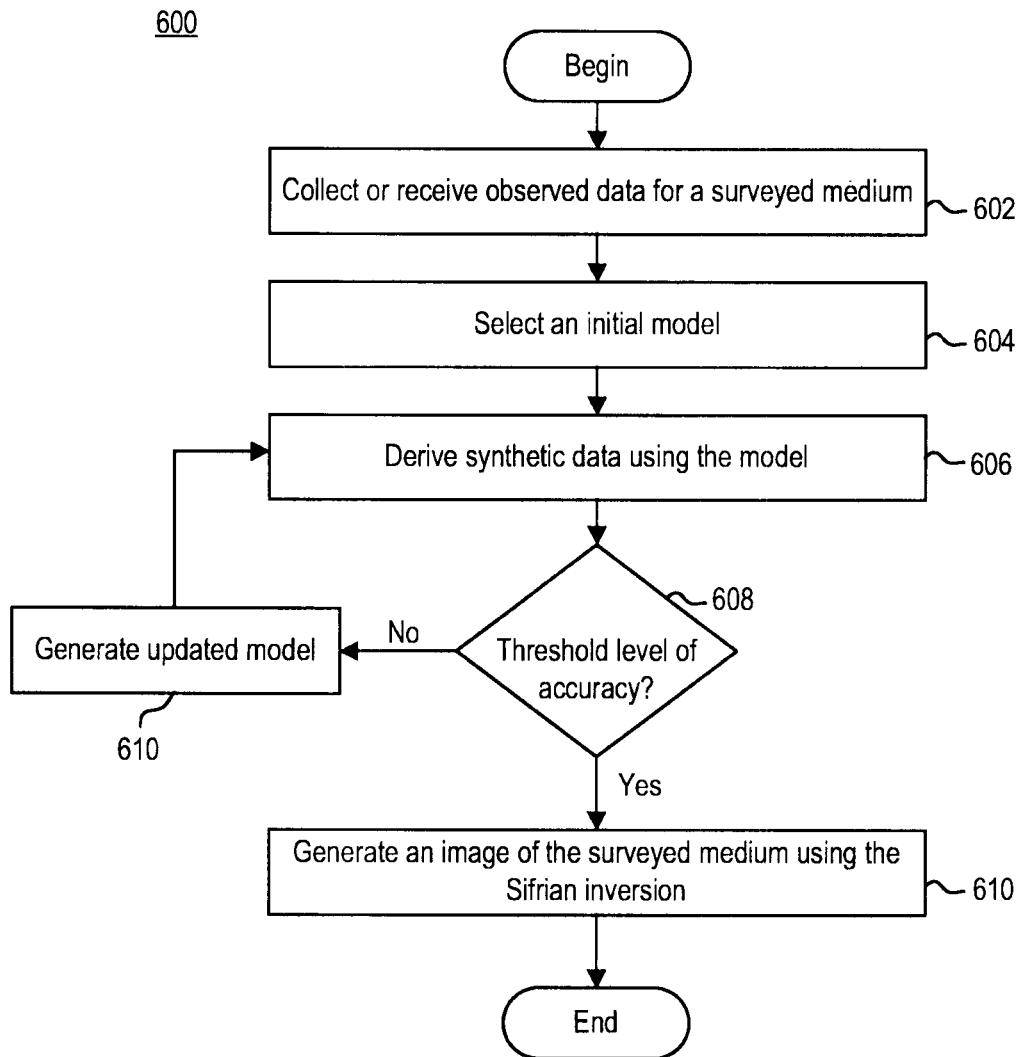 600
Begin
Collect or receive observed data for a surveyed medium
602
Select an initial model
604
Derive synthetic data using the model
606
608
Threshold level of
accuracy?
No
Generate updated model
610
Yes
Generate an image of the surveyed medium using the
Sifrian inversion
610
End